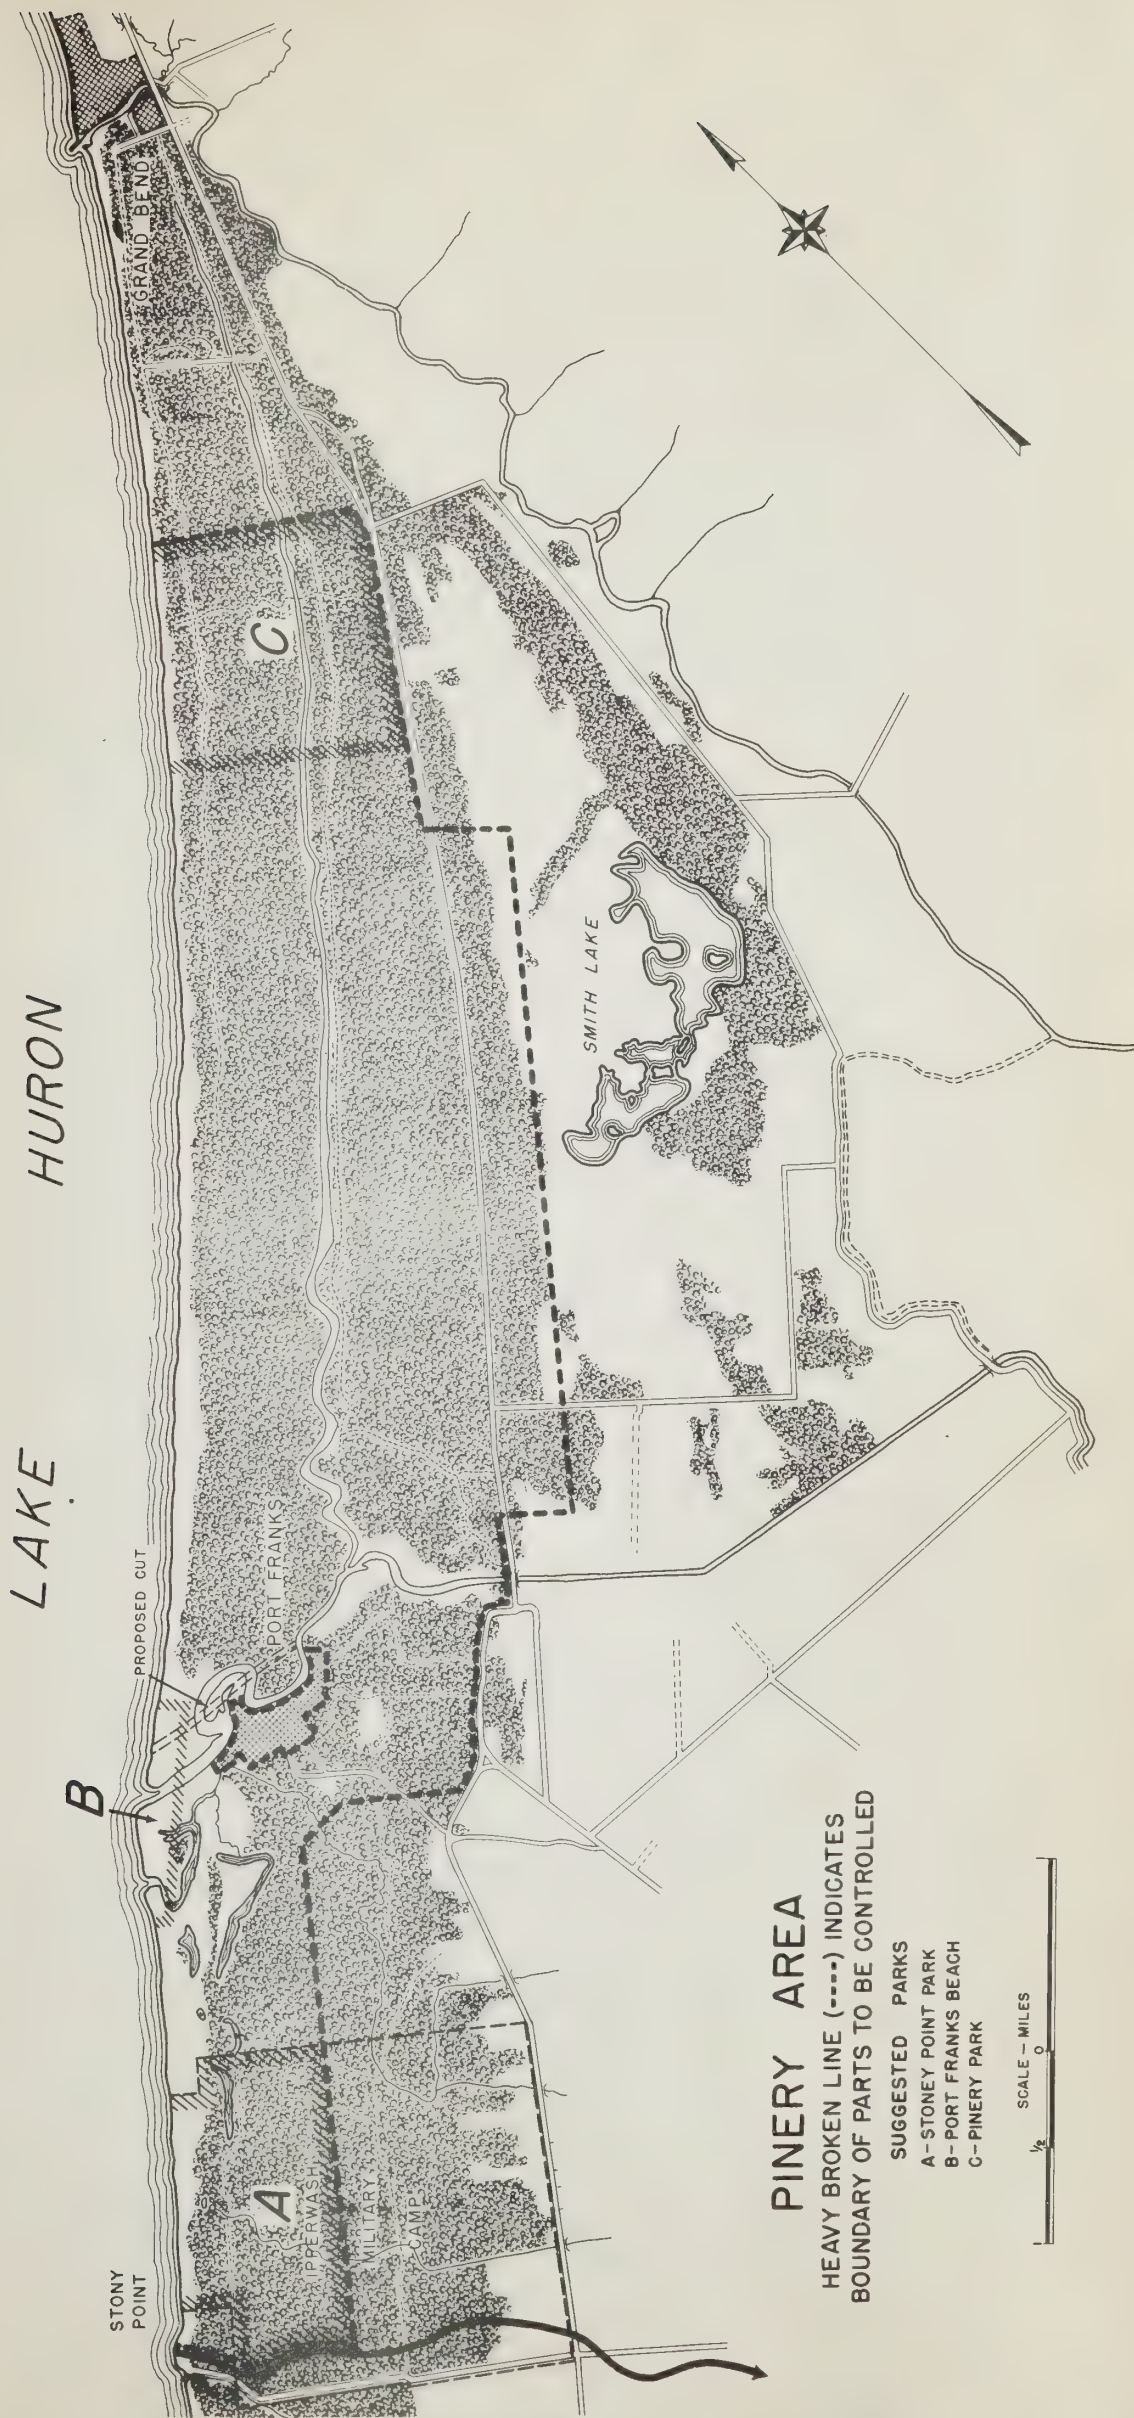 LAKE HURON
GRAND BEND
C
SMITH LAKE
PROPOSED CUT
PORT FRANKS
B
STONY
POINT
A
IPPERWASH
MILITARY
CAMP
PINERY AREA
HEAVY BROKEN LINE (----) INDICATES
BOUNDARY OF PARTS TO BE CONTROLLED
SUGGESTED PARKS
A-STONEY POINT PARK
B-PORT FRANKS BEACH
C-PINERY PARK
SCALE-MILES
1 ½ 0